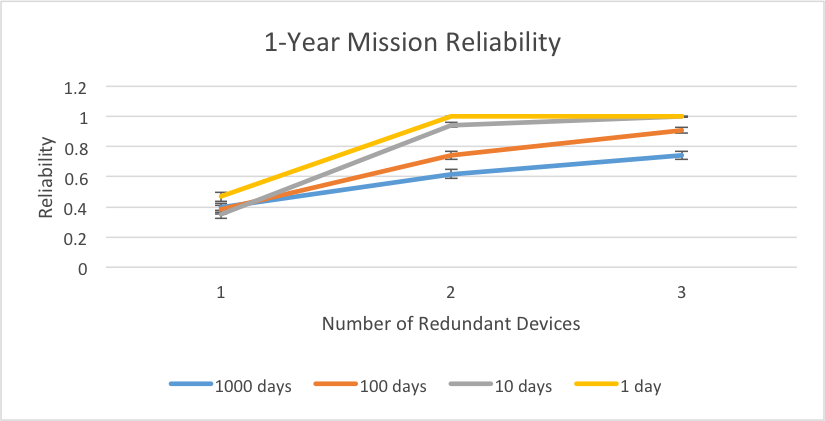 1-Year Mission Reliability
1.2
1
0.8
0.6
0.4
0.2
0
Reliability
1 2 3
Number of Redundant Devices
1000 days 100 days 10 days 1 day